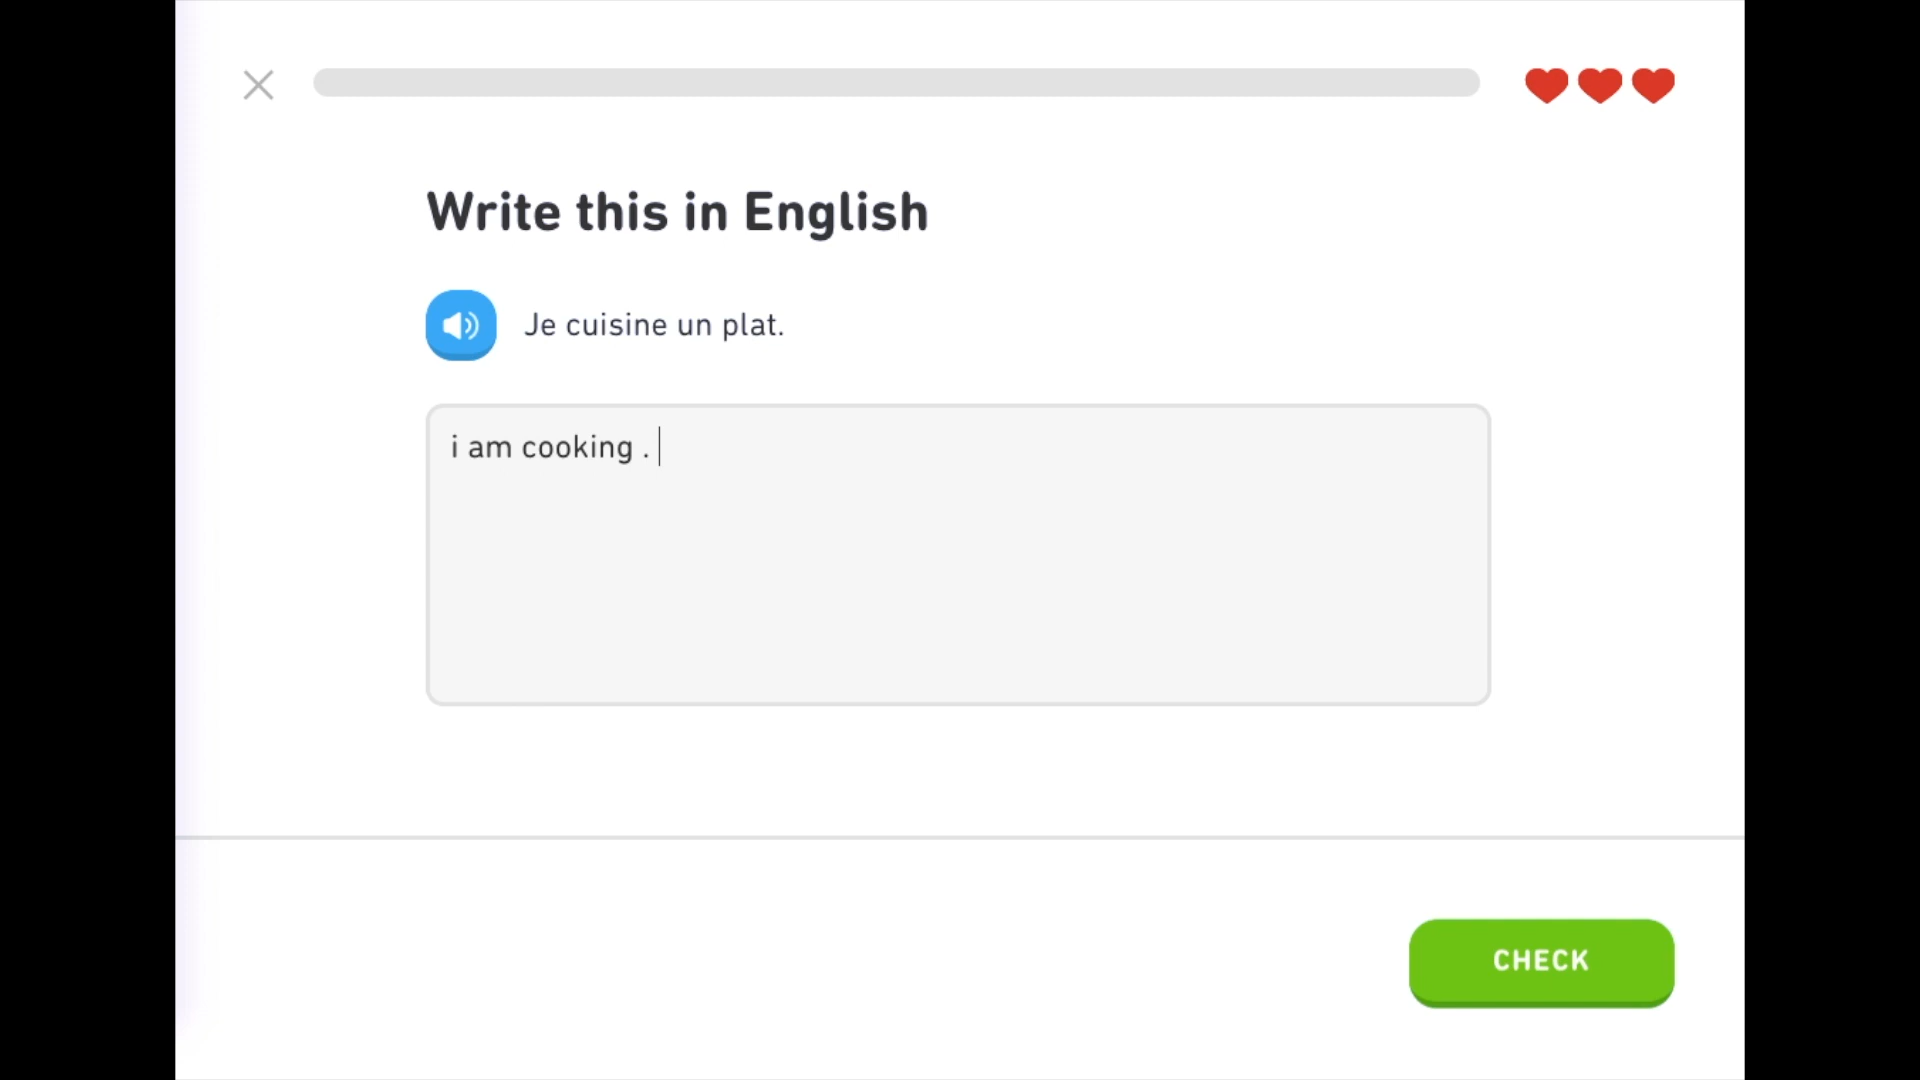 Write this in English
Je cuisine un plat.
i am cooking .
CHECK